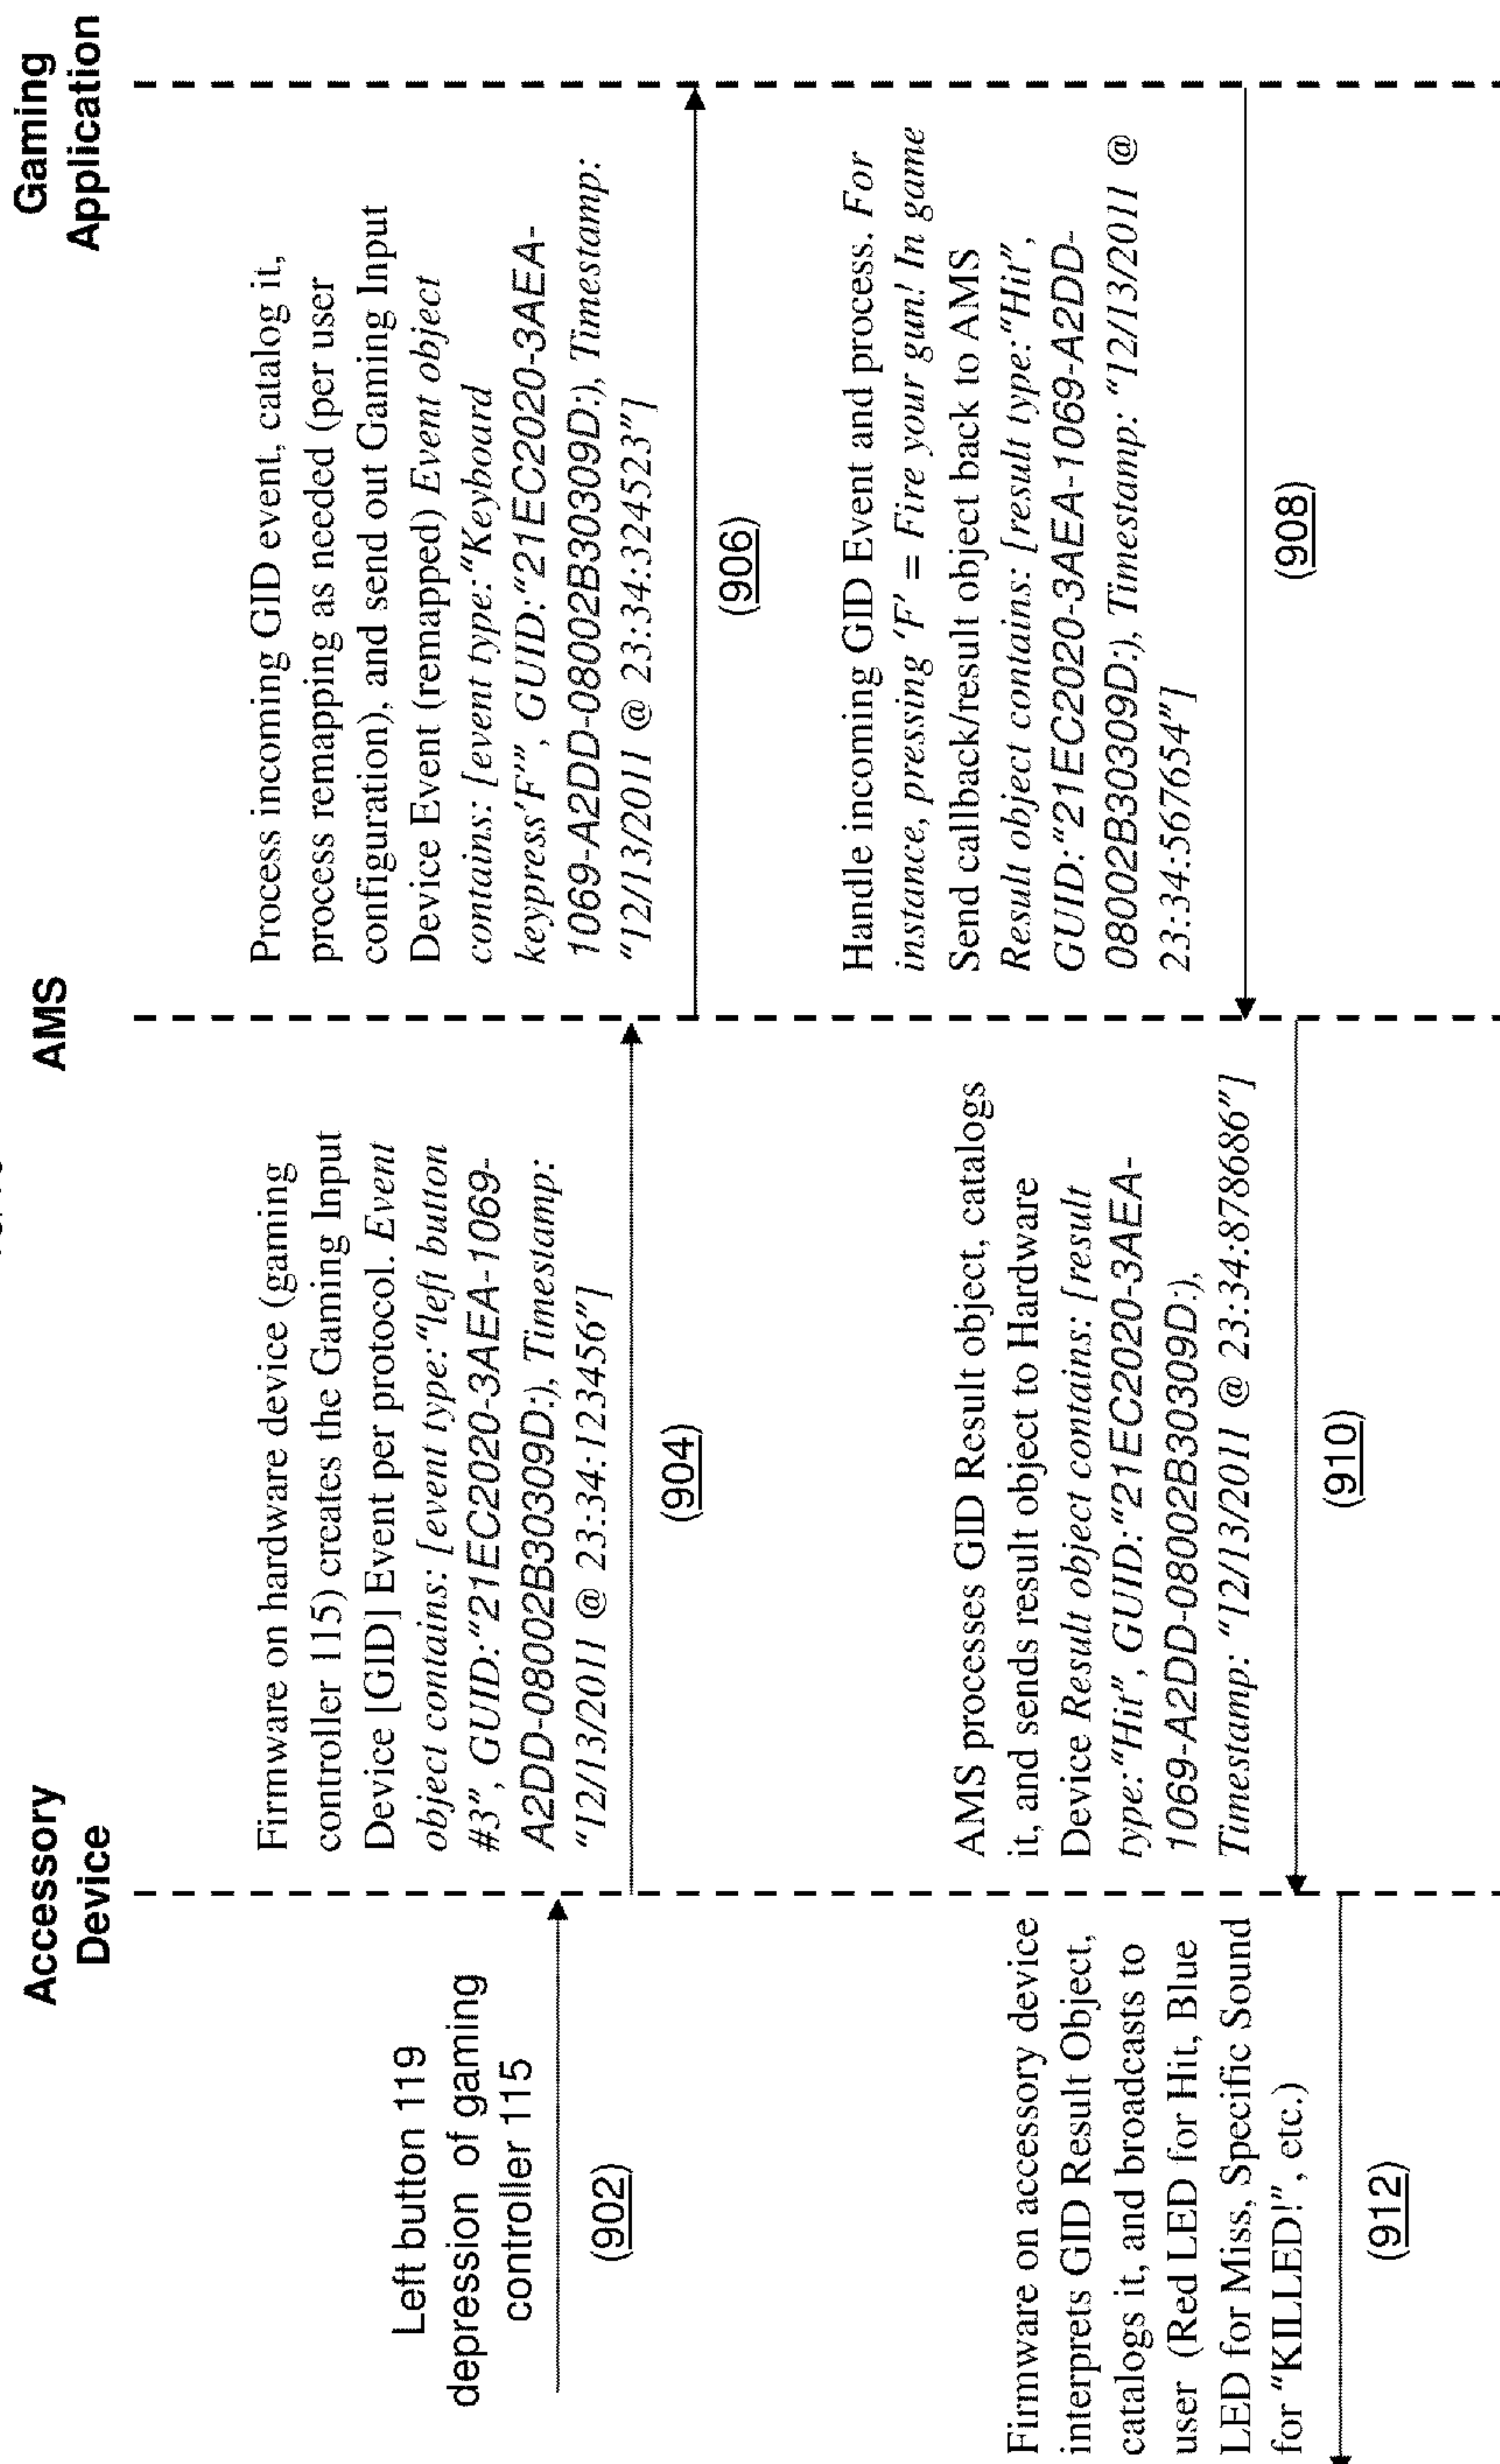 Accessory
Device
AMS
Gaming
Application
Left button 119
depression of gaming
controller 115
(902)
Firmware on hardware device (gaming
controller 115) creates the Gaming Input
Device [GID] Event per protocol. Event
object contains: [event type:"left button
#3", GUID:"21EC2020-3AEA-1069-
A2DD-08002B30309D:), Timestamp:
"12/13/2011 @ 23:34:123456"]
(904)
Process incoming GID event, catalog it,
process remapping as needed (per user
configuration), and send out Gaming Input
Device Event (remapped) Event object
contains: [event type:"Keyboard
keypress'F'", GUID:"21EC2020-3AEA-
1069-A2DD-08002B30309D:), Timestamp:
"12/13/2011 @ 23:34:324523"]
(906)
Handle incoming GID Event and process. For
instance, pressing 'F' = Fire your gun! In game
Send callback/result object back to AMS
Result object contains: [result type:"Hit",
GUID:"21EC2020-3AEA-1069-A2DD-
08002B30309D:), Timestamp: "12/13/2011 @
23:34:567654"]
(908)
AMS processes GID Result object, catalogs
it, and sends result object to Hardware
Device Result object contains: [result
type:"Hit", GUID:"21EC2020-3AEA-
1069-A2DD-08002B30309D:),
Timestamp: "12/13/2011 @ 23:34:878686"]
(910)
Firmware on accessory device
interprets GID Result Object,
catalogs it, and broadcasts to
user (Red LED for Hit, Blue
LED for Miss, Specific Sound
for "KILLED!", etc.)
(912)